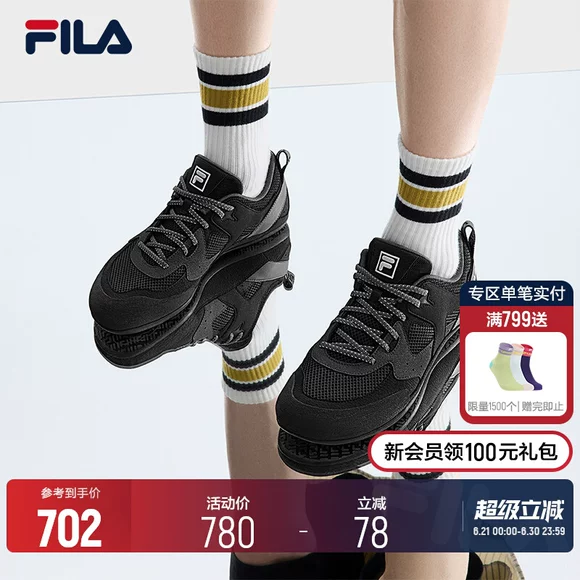 FILA
F
F
专区单笔实付
满799送
限量1500个|赠完即止
新会员领100元礼包
参考到手价
702
活动价
780
-
立减
78
超级立减
6.21 00:00-6.30 23:59